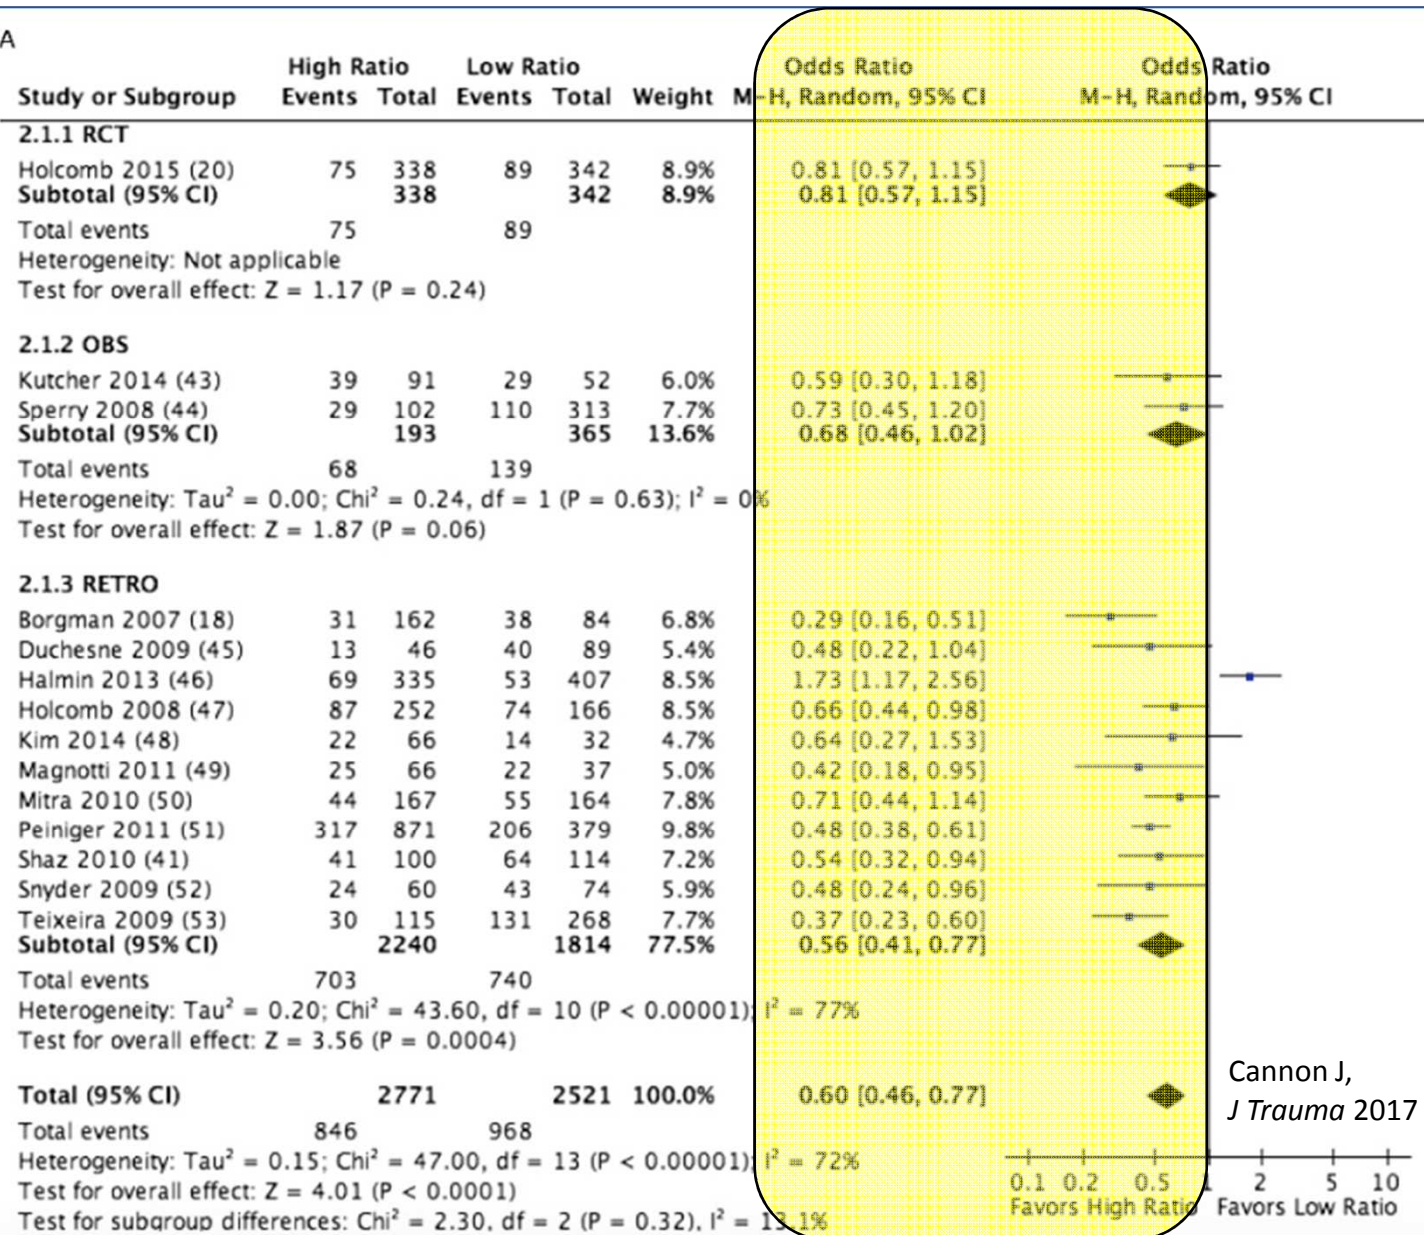 A
High Ratio Low Ratio Odds Ratio Odds Ratio
Study or Subgroup Events Total Events Total Weight M-H, Random, 95% CI M-H, Random, 95% CI
2.1.1 RCT
Holcomb 2015 (20) 75 338 89 342 8.9% 0.81 [0.57, 1.15]
Subtotal (95% CI) 338 342 8.9% 0.81 [0.57, 1.15]
Total events 75 89
Heterogeneity: Not applicable
Test for overall effect: Z = 1.17 (P = 0.24)
2.1.2 OBS
Kutcher 2014 (43) 39 91 29 52 6.0% 0.59 [0.30, 1.18]
Sperry 2008 (44) 29 102 110 313 7.7% 0.73 [0.45, 1.20]
Subtotal (95% CI) 193 365 13.6% 0.68 [0.46, 1.02]
Total events 68 139
Heterogeneity: Tau² = 0.00; Chi² = 0.24, df = 1 (P = 0.63); I² = 0%
Test for overall effect: Z = 1.87 (P = 0.06)
2.1.3 RETRO
Borgman 2007 (18) 31 162 38 84 6.8% 0.29 [0.16, 0.51]
Duchesne 2009 (45) 13 46 40 89 5.4% 0.48 [0.22, 1.04]
Halmin 2013 (46) 69 335 53 407 8.5% 1.73 [1.17, 2.56]
Holcomb 2008 (47) 87 252 74 166 8.5% 0.66 [0.44, 0.98]
Kim 2014 (48) 22 66 14 32 4.7% 0.64 [0.27, 1.53]
Magnotti 2011 (49) 25 66 22 37 5.0% 0.42 [0.18, 0.95]
Mitra 2010 (50) 44 167 55 164 7.8% 0.71 [0.44, 1.14]
Peiniger 2011 (51) 317 871 206 379 9.8% 0.48 [0.38, 0.61]
Shaz 2010 (41) 41 100 64 114 7.2% 0.54 [0.32, 0.94]
Snyder 2009 (52) 24 60 43 74 5.9% 0.48 [0.24, 0.96]
Teixeira 2009 (53) 30 115 131 268 7.7% 0.37 [0.23, 0.60]
Subtotal (95% CI) 2240 1814 77.5% 0.56 [0.41, 0.77]
Total events 703 740
Heterogeneity: Tau² = 0.20; Chi² = 43.60, df = 10 (P < 0.00001); I² = 77%
Test for overall effect: Z = 3.56 (P = 0.0004)
Total (95% CI) 2771 2521 100.0% 0.60 [0.46, 0.77]
Total events 846 968
Heterogeneity: Tau² = 0.15; Chi² = 47.00, df = 13 (P < 0.00001); I² = 72%
Test for overall effect: Z = 4.01 (P < 0.0001)
Test for subgroup differences: Chi² = 2.30, df = 2 (P = 0.32), I² = 13.1%
Cannon J,
J Trauma 2017
0.1 0.2 0.5 1 2 5 10
Favors High Ratio Favors Low Ratio